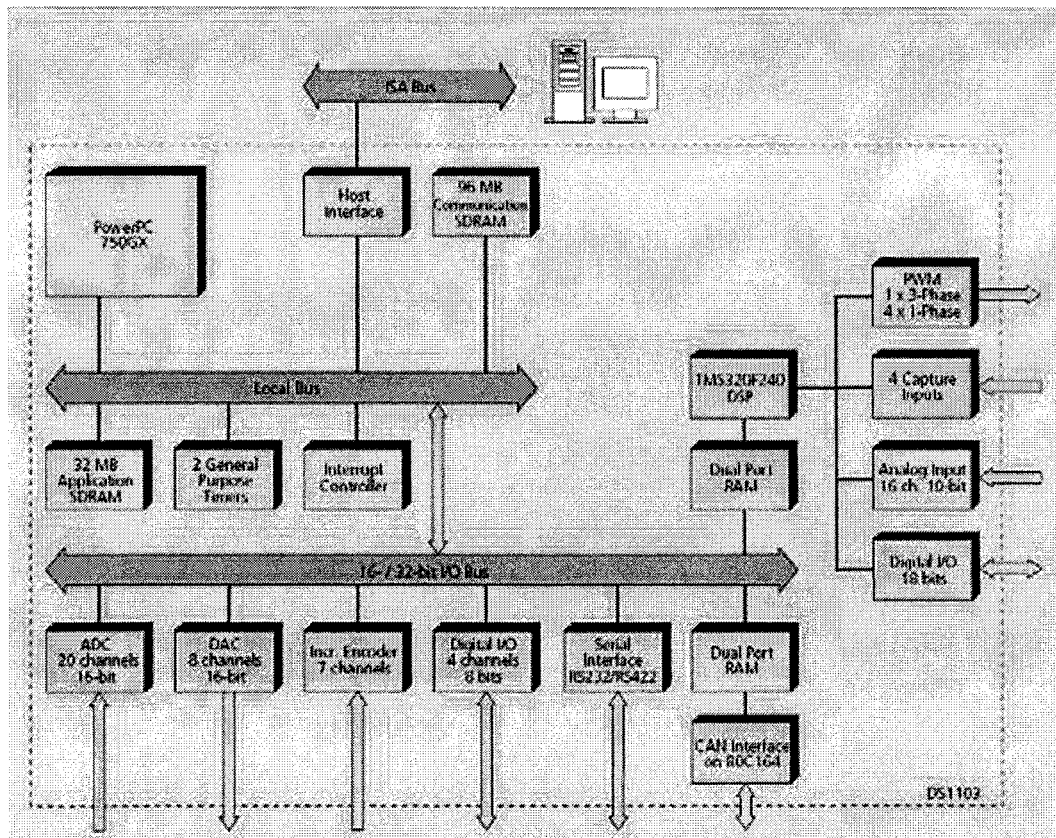 ISA Bus
PowerPC
750GX
Host
Interface
96 MB
Communication
SDRAM
PWM
1 x 3-Phase
4 x 1-Phase
Local Bus
TMS320F240
DSP
4 Capture
Inputs
32 MB
Application
SDRAM
2 General
Purpose
Timers
Interrupt
Controller
Dual Port
RAM
Analog Input
16 ch. 10-bit
16- / 32-bit I/O Bus
Digital I/O
18 bits
ADC
20 channels
16-bit
DAC
8 channels
16-bit
Incr. Encoder
7 channels
Digital I/O
4 channels
8 bits
Serial
Interface
RS232/RS422
Dual Port
RAM
CAN Interface
on 80C164
DS1103